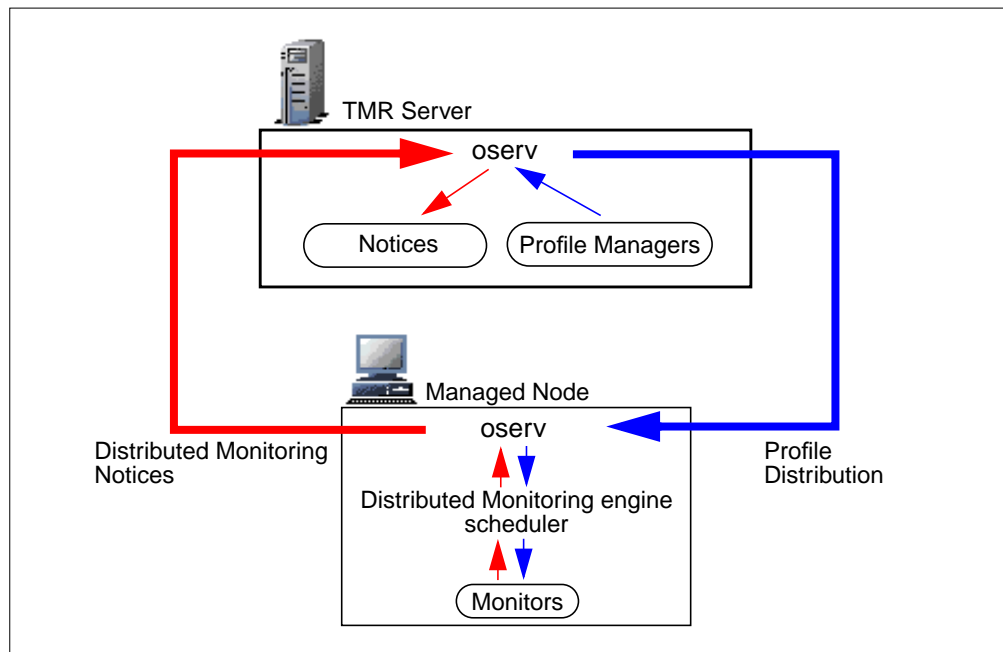 TMR Server
oserv
Notices
Profile Managers
Managed Node
oserv
Distributed Monitoring
Notices
Profile
Distribution
Distributed Monitoring engine
scheduler
Monitors